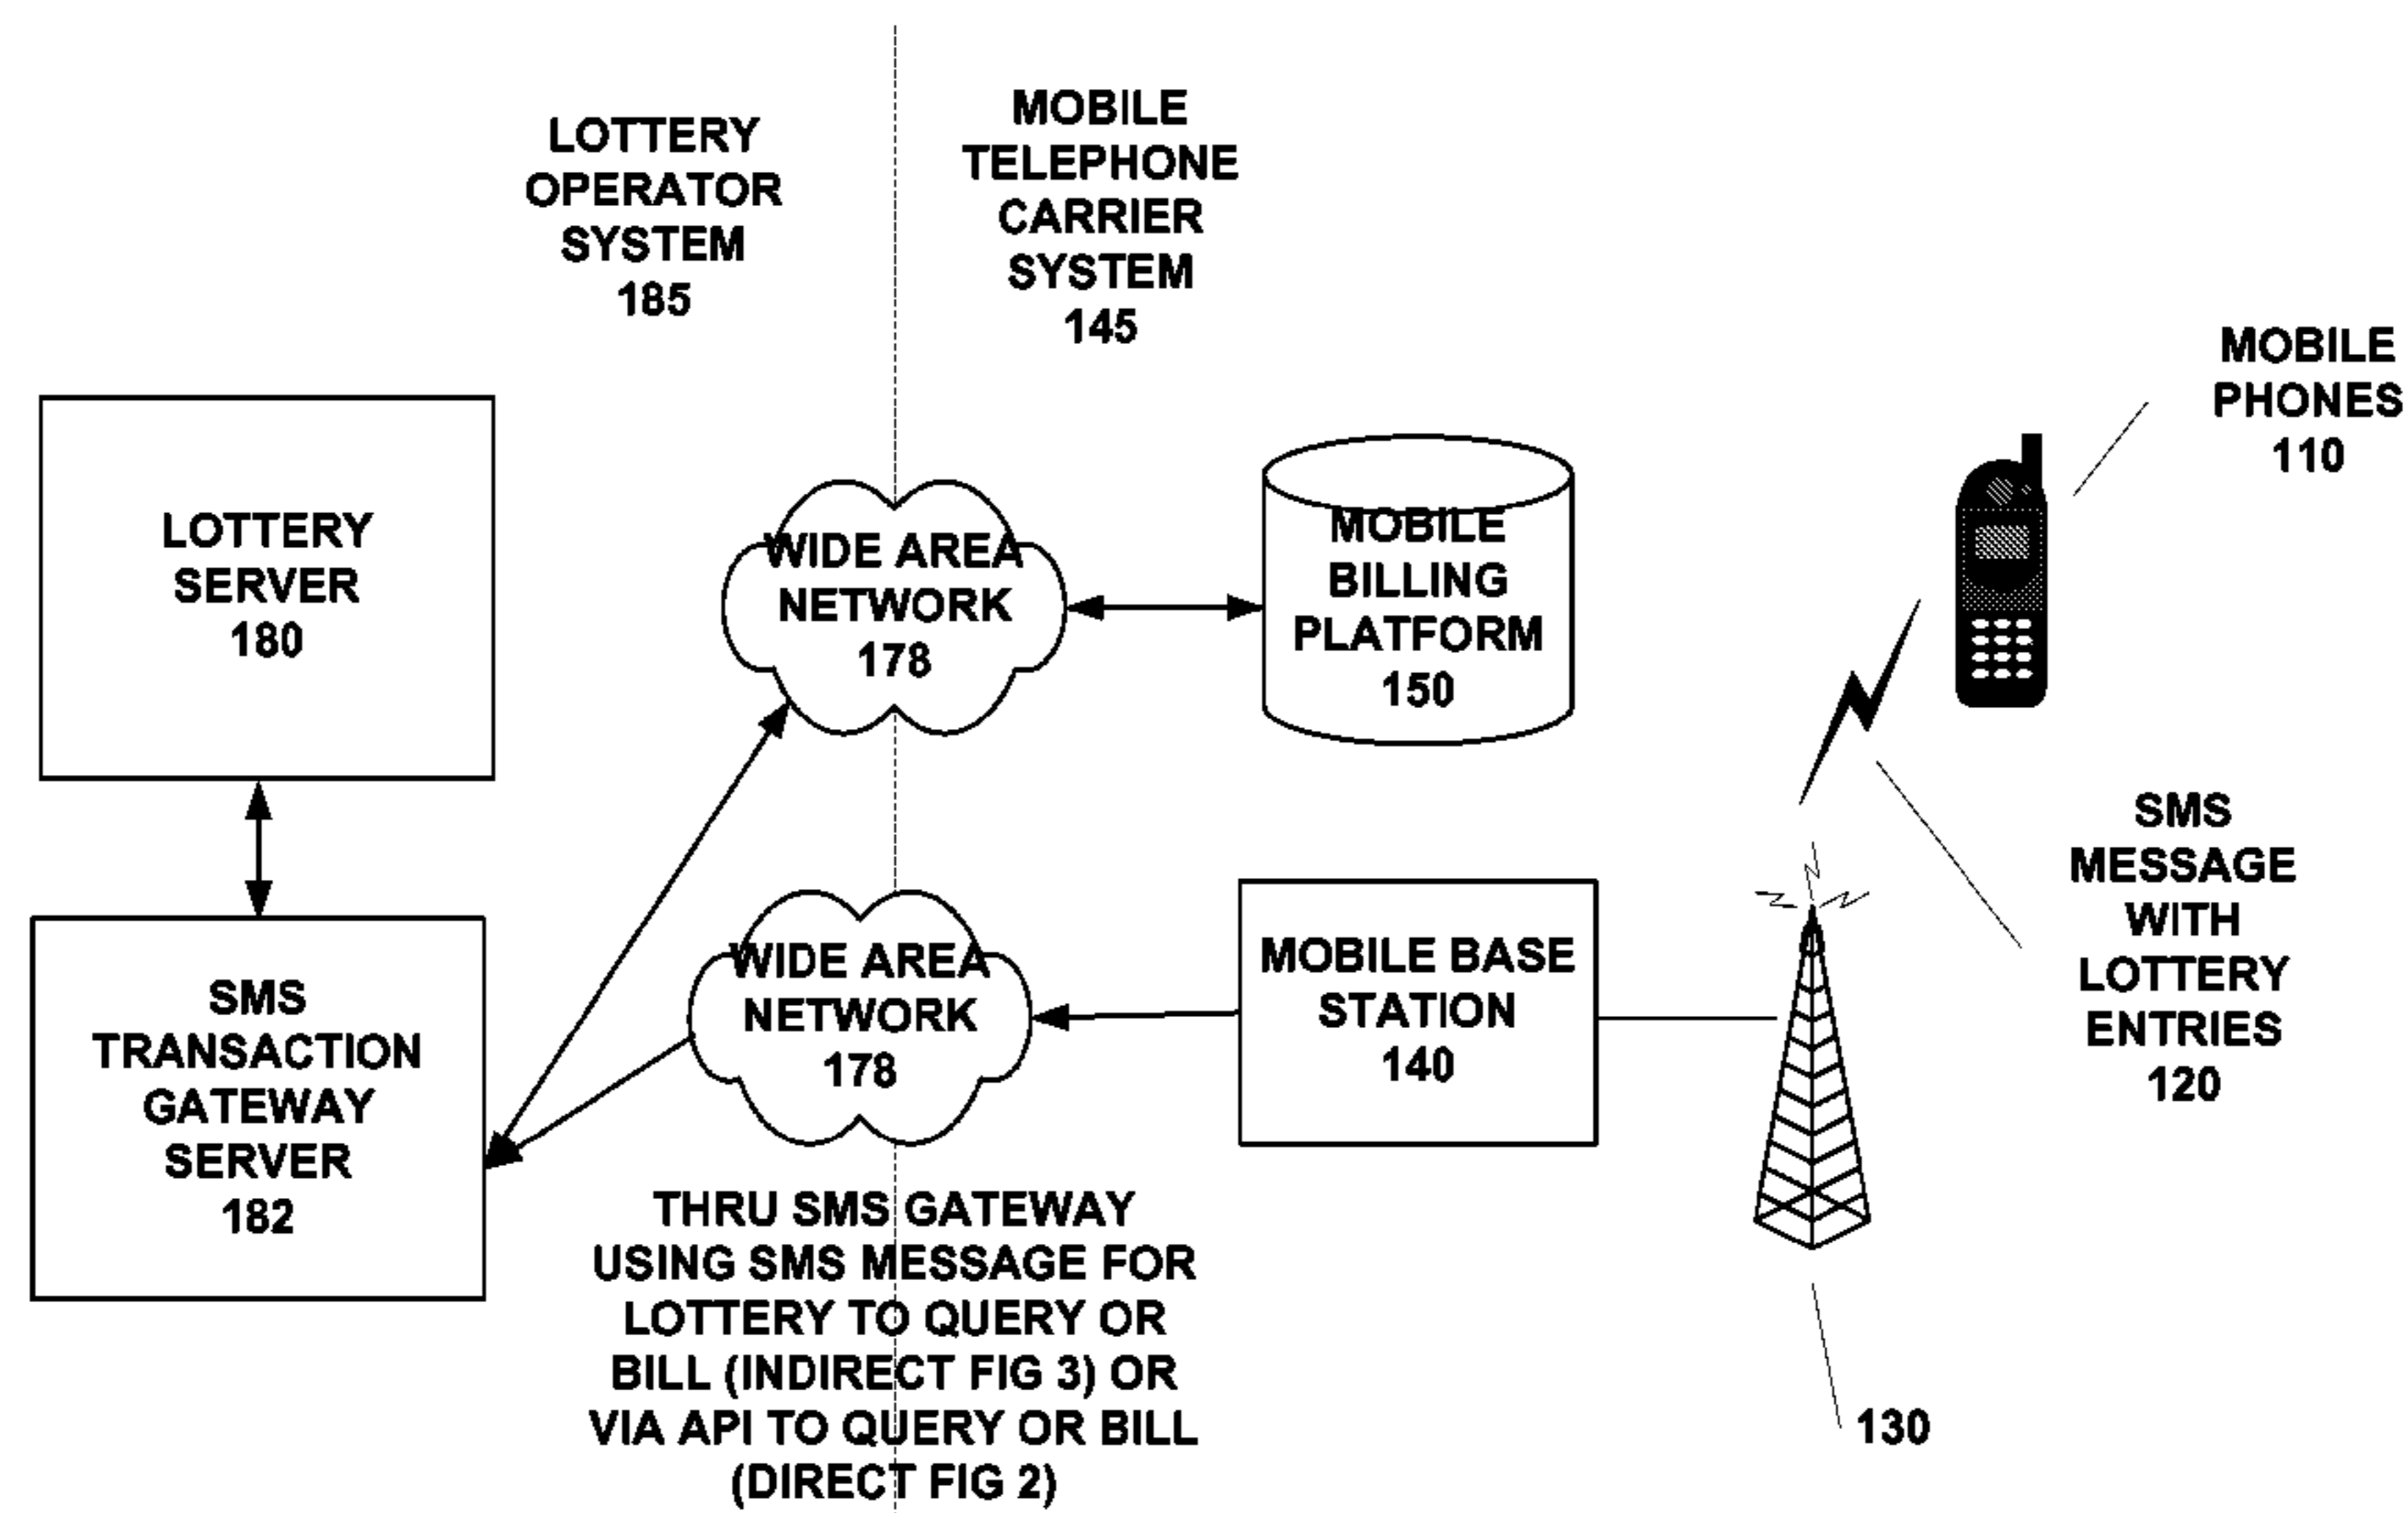 LOTTERY
OPERATOR
SYSTEM
185
MOBILE
TELEPHONE
CARRIER
SYSTEM
145
MOBILE
PHONES
110
LOTTERY
SERVER
180
WIDE AREA
NETWORK
178
MOBILE
BILLING
PLATFORM
150
SMS
TRANSACTION
GATEWAY
SERVER
182
WIDE AREA
NETWORK
178
MOBILE BASE
STATION
140
SMS
MESSAGE
WITH
LOTTERY
ENTRIES
120
THRU SMS GATEWAY
USING SMS MESSAGE FOR
LOTTERY TO QUERY OR
BILL (INDIRECT FIG 3) OR
VIA API TO QUERY OR BILL
(DIRECT FIG 2)
130